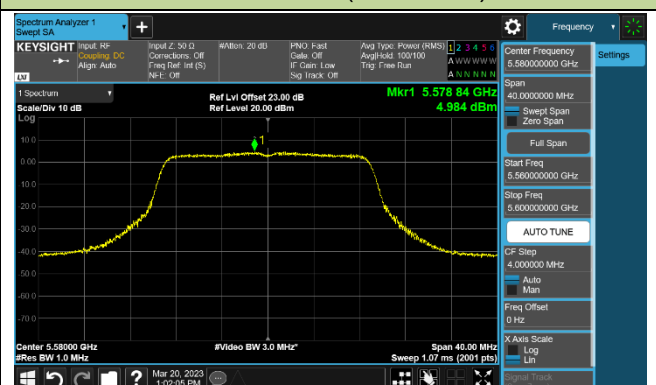 Spectrum Analyzer 1
Swept SA
Frequency
KEYSIGHT
Input: RF
Coupling: DC
Align: Auto
Input Z: 50 Ω
Corrections: Off
Freq Ref: Int (S)
NFE: Off
#Atten: 20 dB
PNO: Fast
Gate: Off
IF Gain: Low
Sig Track: Off
Avg Type: Power (RMS)
Avg|Hold: 100/100
Trig: Free Run
1 2 3 4 5 6
A W W W W W
A N N N N N
LXI
1 Spectrum
Scale/Div 10 dB
Log
Ref Lvl Offset 23.00 dB
Ref Level 20.00 dBm
Mkr1 5.578 84 GHz
4.984 dBm
1
10.0
0.00
-10.0
-20.0
-30.0
-40.0
-50.0
-60.0
-70.0
Center 5.58000 GHz
#Res BW 1.0 MHz
#Video BW 3.0 MHz*
Span 40.00 MHz
Sweep 1.07 ms (2001 pts)
Mar 20, 2023
1:02:05 PM
Settings
Center Frequency
5.580000000 GHz
Span
40.0000000 MHz
Swept Span
Zero Span
Full Span
Start Freq
5.560000000 GHz
Stop Freq
5.600000000 GHz
AUTO TUNE
CF Step
4.000000 MHz
Auto
Man
Freq Offset
0 Hz
X Axis Scale
Log
Lin
Signal Track